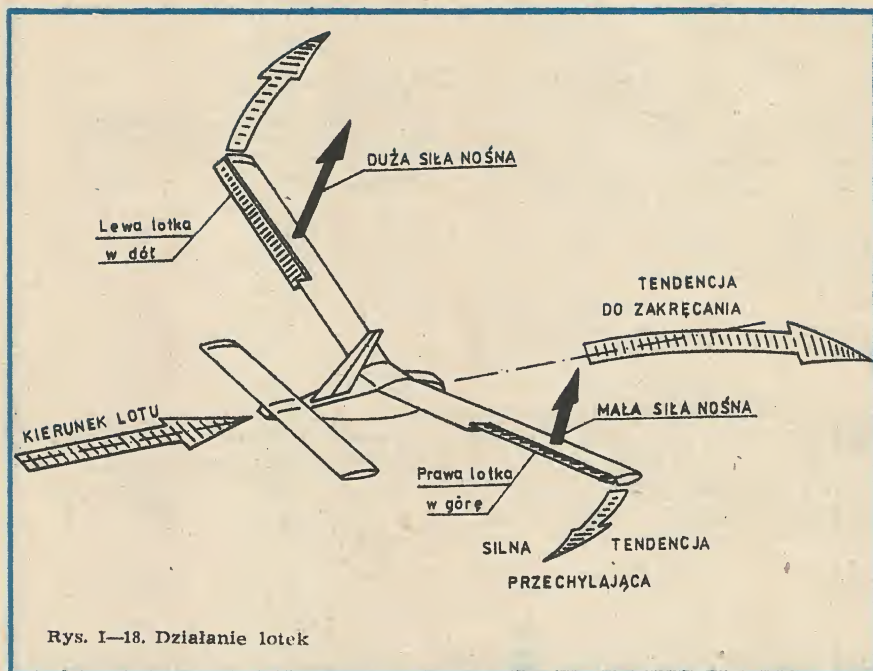 DUŻA SIŁA NOŚNA
Lewa lotka
w dół
TENDENCJA
DO ZAKRĘCANIA
KIERUNEK LOTU
MAŁA SIŁA NOŚNA
Prawa lotka
w górę
SILNA TENDENCJA
PRZECHYLAJĄCA
Rys. I—18. Działanie lotek